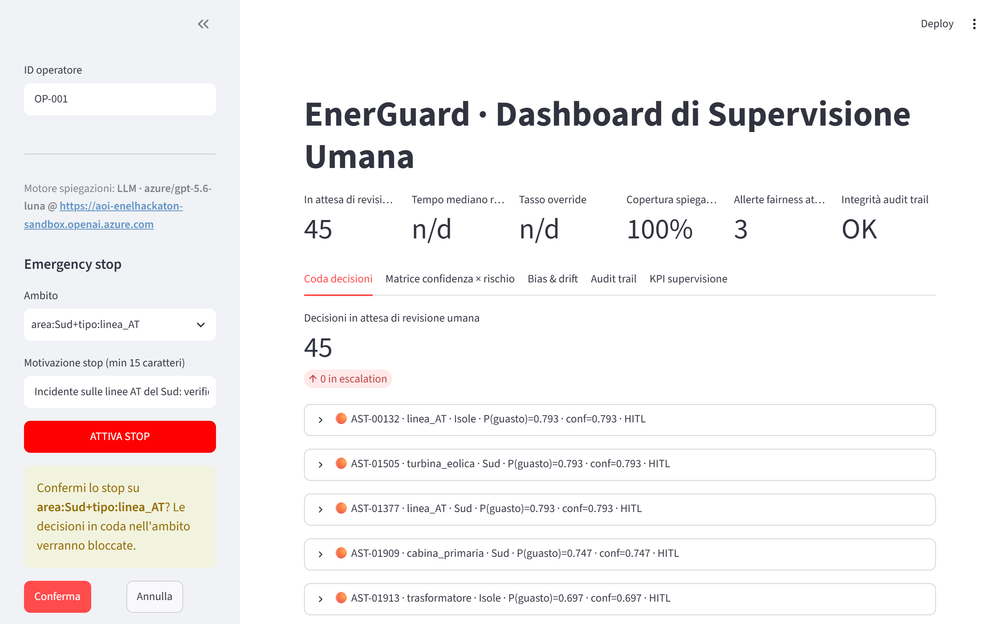 ID operatore
OP-001
Motore spiegazioni: LLM · azure/gpt-5.6-
luna @ https://aoi-enelhackaton-
sandbox.openai.azure.com
Emergency stop
Ambito
area:Sud+tipo:linea_AT
Motivazione stop (min 15 caratteri)
Incidente sulle linee AT del Sud: verifi
ATTIVA STOP
Confermi lo stop su
area:Sud+tipo:linea_AT? Le
decisioni in coda nell'ambito
verranno bloccate.
Conferma Annulla
Deploy
EnerGuard · Dashboard di Supervisione
Umana
In attesa di revisi… Tempo mediano r… Tasso override Copertura spiega… Allerte fairness at… Integrità audit trail
45 n/d n/d 100% 3 OK
Coda decisioni Matrice confidenza × rischio Bias & drift Audit trail KPI supervisione
Decisioni in attesa di revisione umana
45
↑ 0 in escalation
AST-00132 · linea_AT · Isole · P(guasto)=0.793 · conf=0.793 · HITL
AST-01505 · turbina_eolica · Sud · P(guasto)=0.793 · conf=0.793 · HITL
AST-01377 · linea_AT · Sud · P(guasto)=0.793 · conf=0.793 · HITL
AST-01909 · cabina_primaria · Sud · P(guasto)=0.747 · conf=0.747 · HITL
AST-01913 · trasformatore · Isole · P(guasto)=0.697 · conf=0.697 · HITL